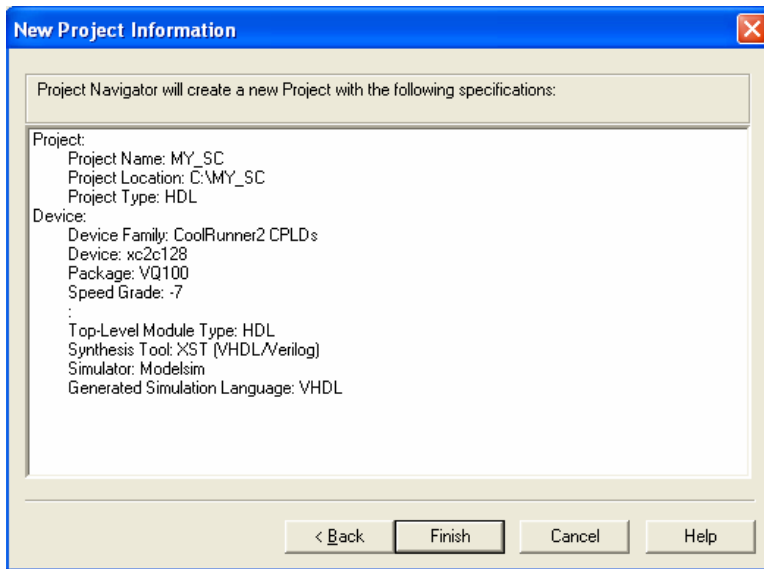 New Project Information
Project Navigator will create a new Project with the following specifications:
Project:
Project Name: MY_SC
Project Location: C:\MY_SC
Project Type: HDL
Device:
Device Family: CoolRunner2 CPLDs
Device: xc2c128
Package: VQ100
Speed Grade: -7
:
Top-Level Module Type: HDL
Synthesis Tool: XST (VHDL/Verilog)
Simulator: Modelsim
Generated Simulation Language: VHDL
< Back Finish Cancel Help